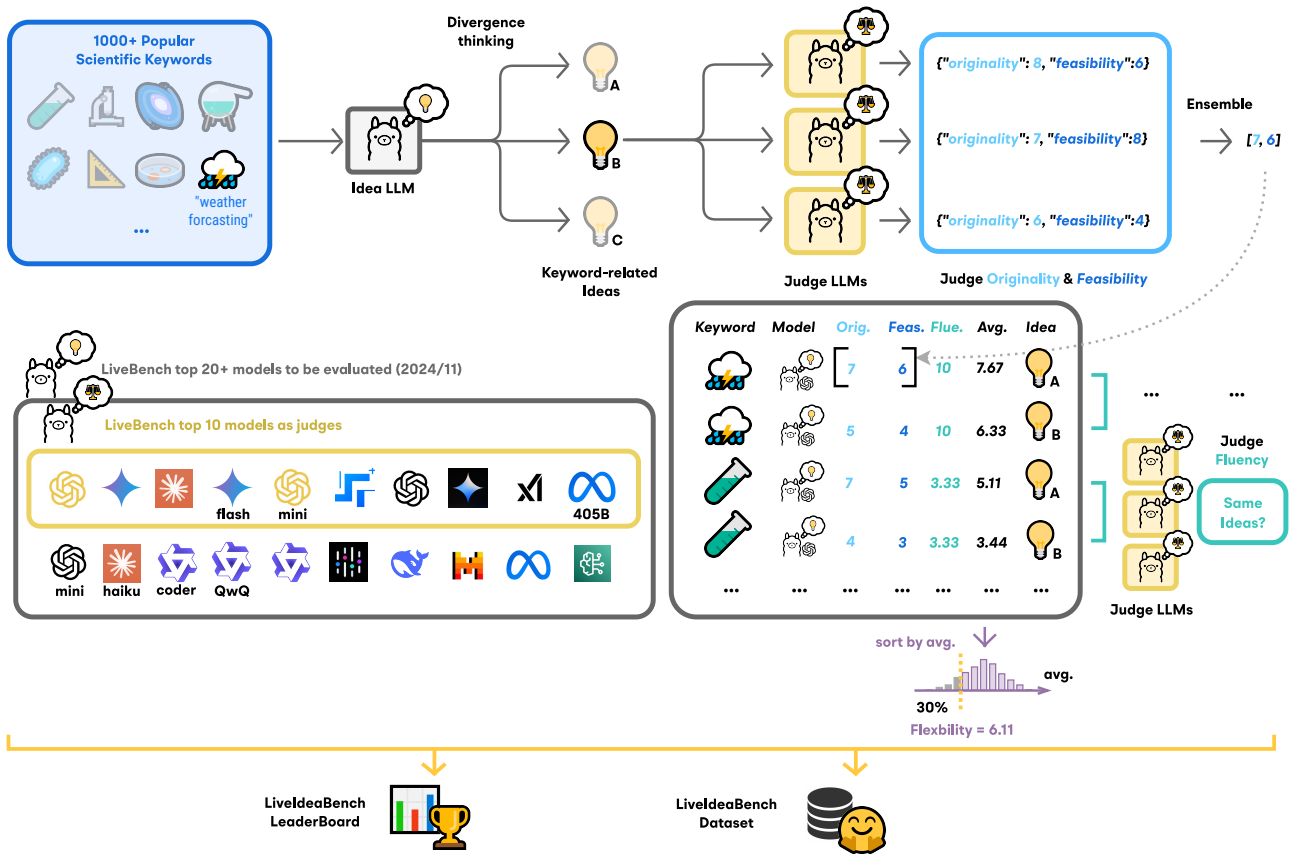 1000+ Popular
Scientific Keywords
"weather
forcasting"
...
Idea LLM
Divergence
thinking
A
B
C
Keyword-related
Ideas
Judge LLMs
{"originality": 8, "feasibility":6}
{"originality": 7, "feasibility":8}
{"originality": 6, "feasibility":4}
Judge Originality & Feasibility
Ensemble
[7, 6]
LiveBench top 20+ models to be evaluated (2024/11)
LiveBench top 10 models as judges
flash
mini
405B
mini
haiku
coder
QwQ
Keyword Model Orig. Feas. Flue. Avg. Idea
7 6 10 7.67 A
5 4 10 6.33 B
7 5 3.33 5.11 A
4 3 3.33 3.44 B
... ... ... ... ... ... ...
... ...
Judge
Fluency
Same
Ideas?
Judge LLMs
sort by avg.
avg.
30%
Flexbility = 6.11
LiveIdeaBench
LeaderBoard
LiveIdeaBench
Dataset